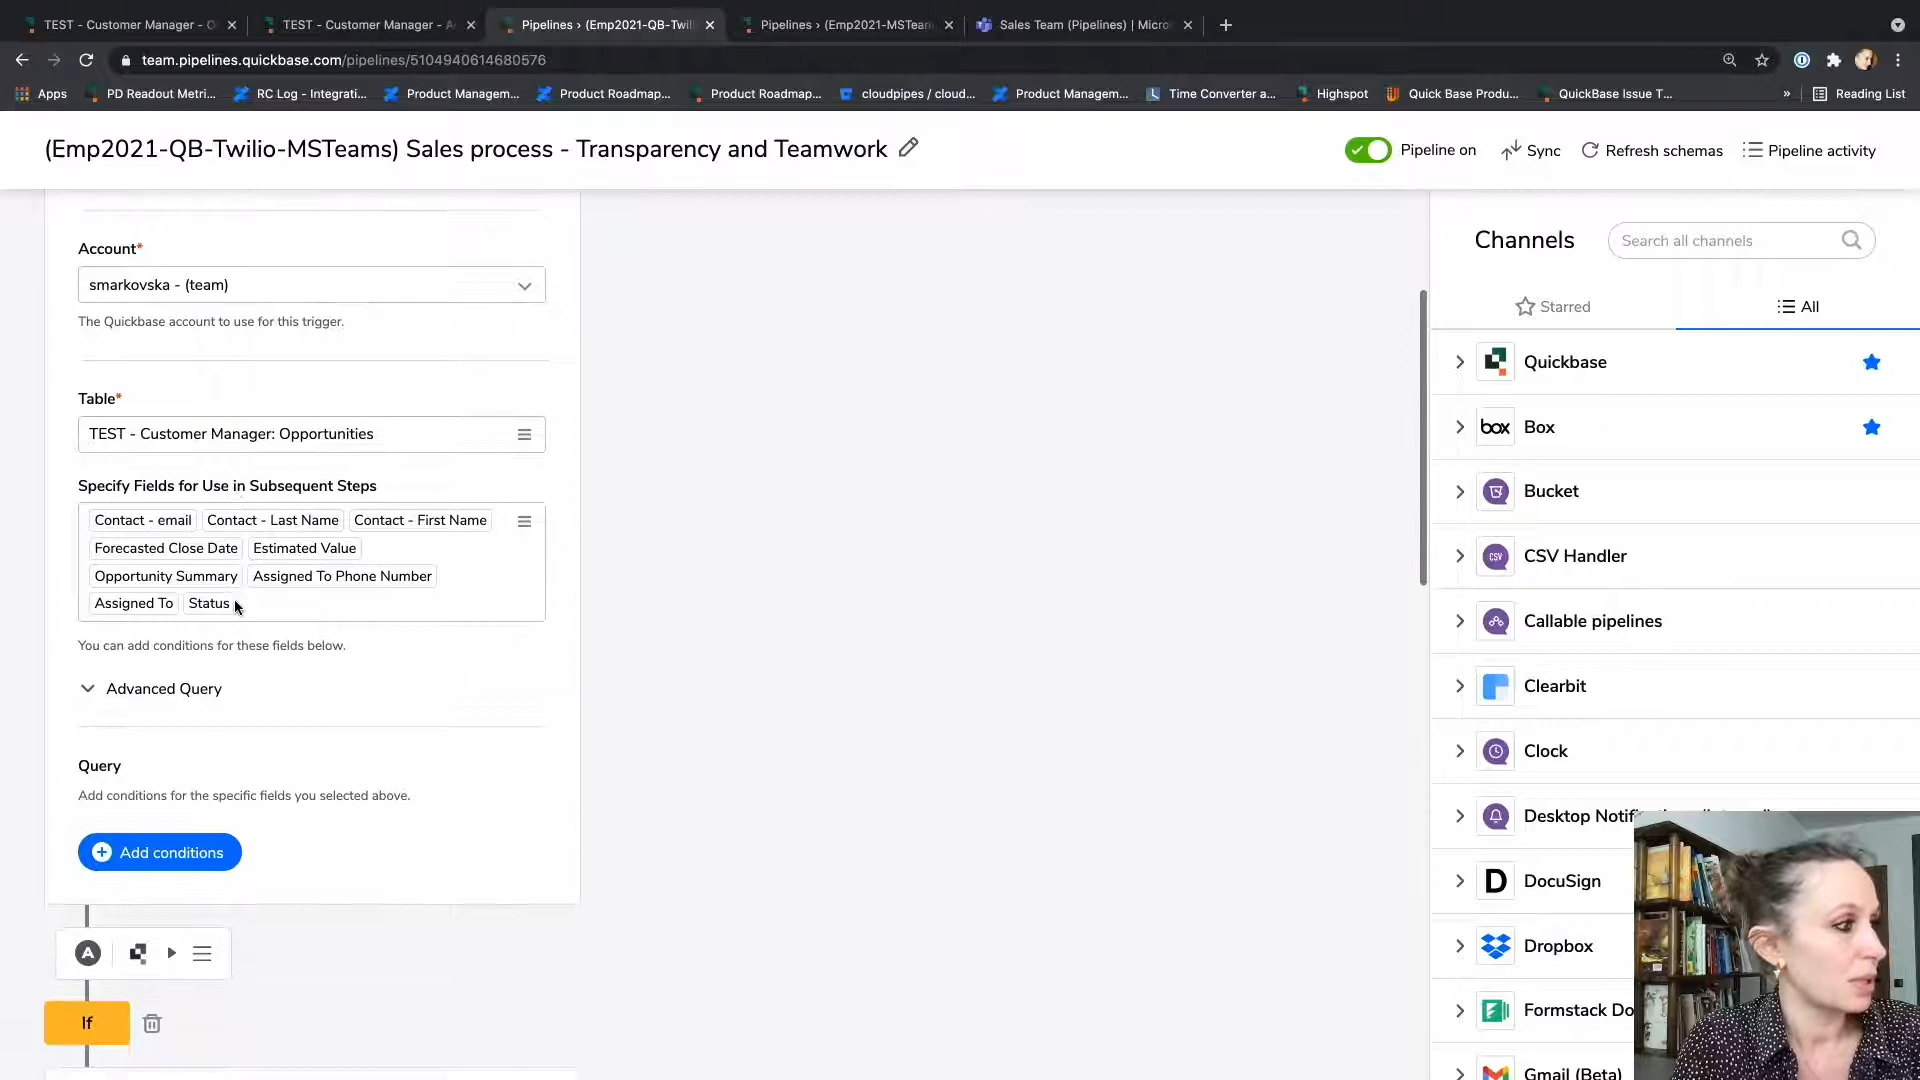 TEST - Customer Manager - O
TEST - Customer Manager - A
Pipelines › (Emp2021-QB-Twil
Pipelines › (Emp2021-MSTeam
Sales Team (Pipelines) | Micro
team.pipelines.quickbase.com/pipelines/5104940614680576
Apps
PD Readout Metri...
RC Log - Integrati...
Product Managem...
Product Roadmap...
Product Roadmap...
cloudpipes / cloud...
Product Managem...
Time Converter a...
Highspot
Quick Base Produ...
QuickBase Issue T...
»
Reading List
(Emp2021-QB-Twilio-MSTeams) Sales process - Transparency and Teamwork
Pipeline on
Sync
Refresh schemas
Pipeline activity
Account*
smarkovska - (team)
The Quickbase account to use for this trigger.
Table*
TEST - Customer Manager: Opportunities
Specify Fields for Use in Subsequent Steps
Contact - email Contact - Last Name Contact - First Name
Forecasted Close Date Estimated Value
Opportunity Summary Assigned To Phone Number
Assigned To Status
You can add conditions for these fields below.
Advanced Query
Query
Add conditions for the specific fields you selected above.
Add conditions
A
If
Channels
Search all channels
Starred
All
Quickbase
box Box
Bucket
CSV CSV Handler
Callable pipelines
Clearbit
Clock
Desktop Notif
D DocuSign
Dropbox
Formstack Do
Gmail (Beta)